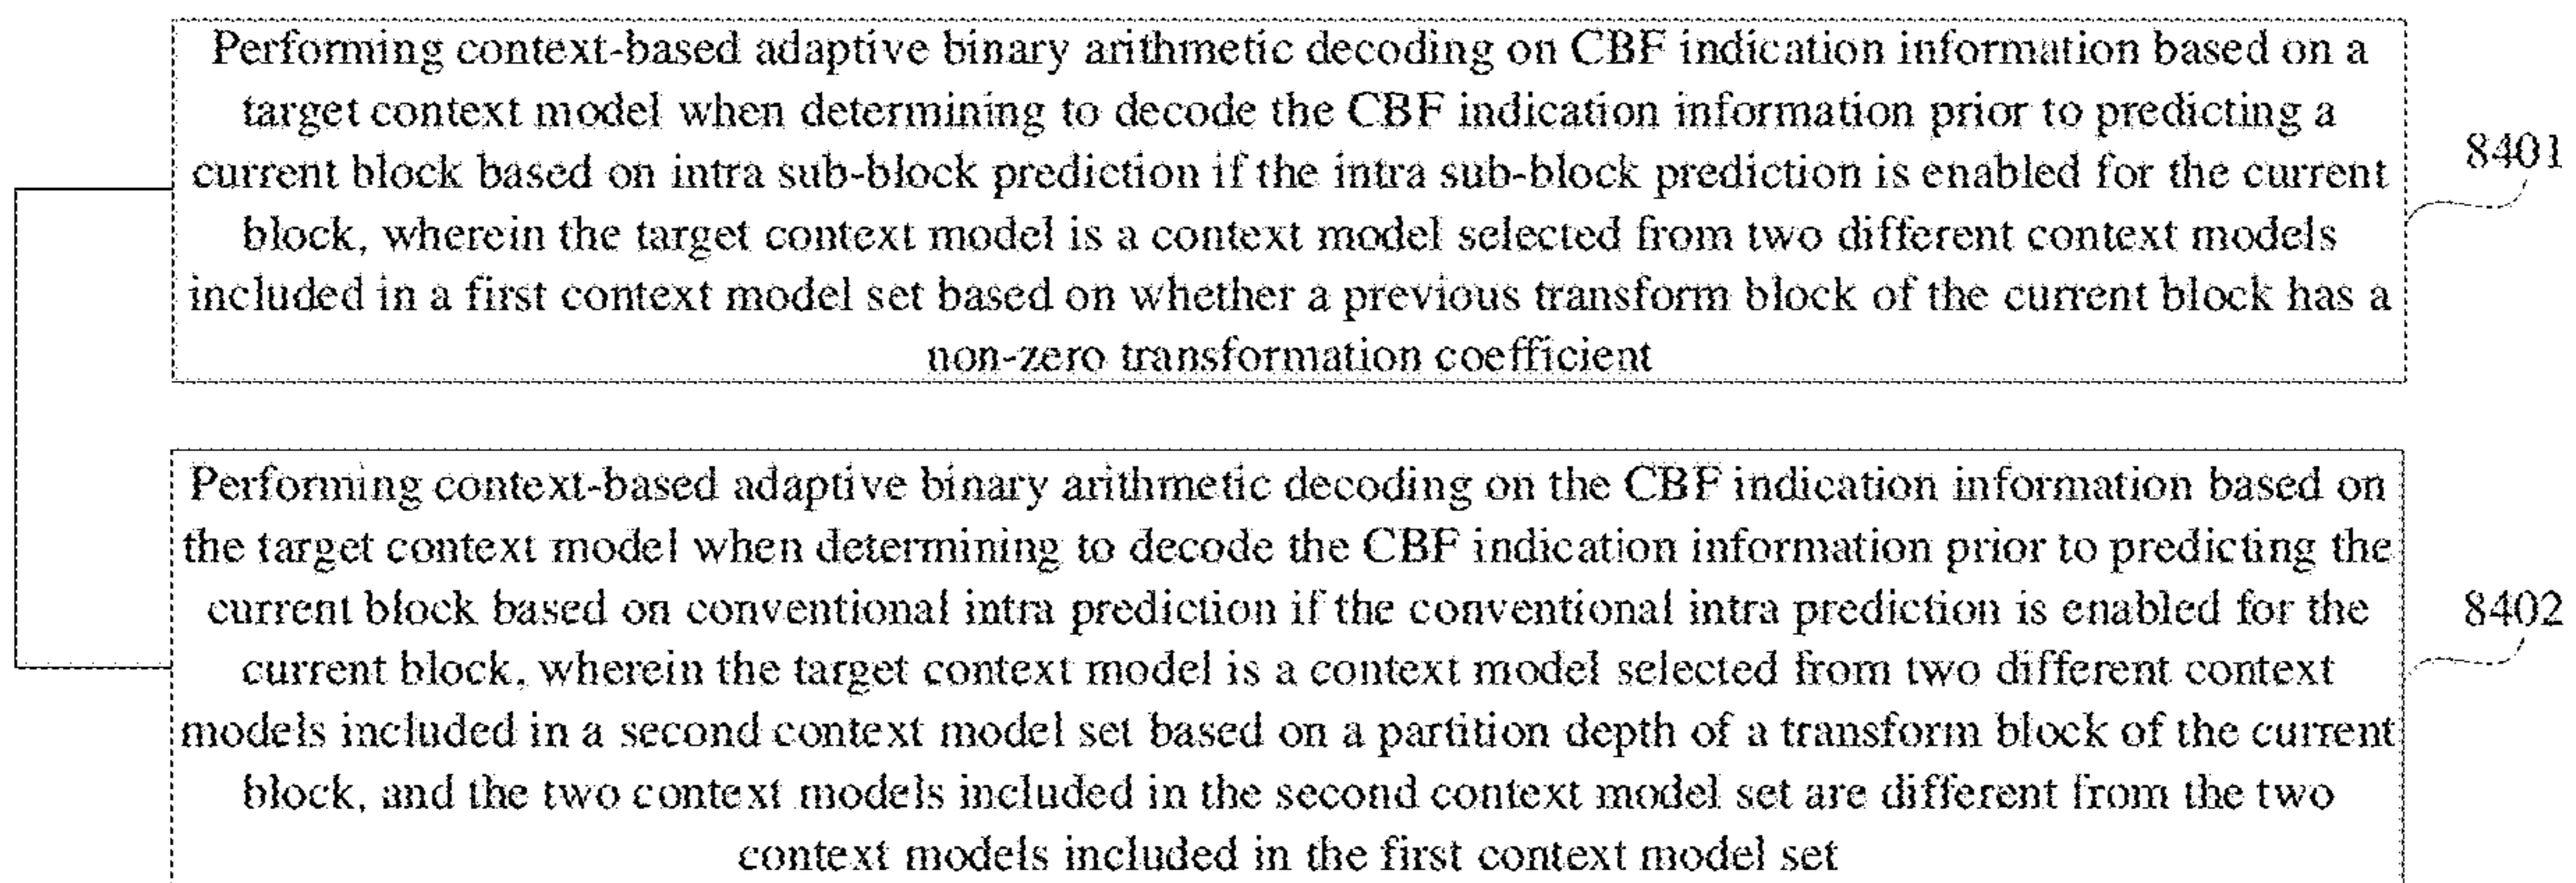 Performing context-based adaptive binary arithmetic decoding on CBF indication information based on a
target context model when determining to decode the CBF indication information prior to predicting a
current block based on intra sub-block prediction if the intra sub-block prediction is enabled for the current
block, wherein the target context model is a context model selected from two different context models
included in a first context model set based on whether a previous transform block of the current block has a
non-zero transformation coefficient
8401
Performing context-based adaptive binary arithmetic decoding on the CBF indication information based on
the target context model when determining to decode the CBF indication information prior to predicting the
current block based on conventional intra prediction if the conventional intra prediction is enabled for the
current block, wherein the target context model is a context model selected from two different context
models included in a second context model set based on a partition depth of a transform block of the current
block, and the two context models included in the second context model set are different from the two
context models included in the first context model set
8402